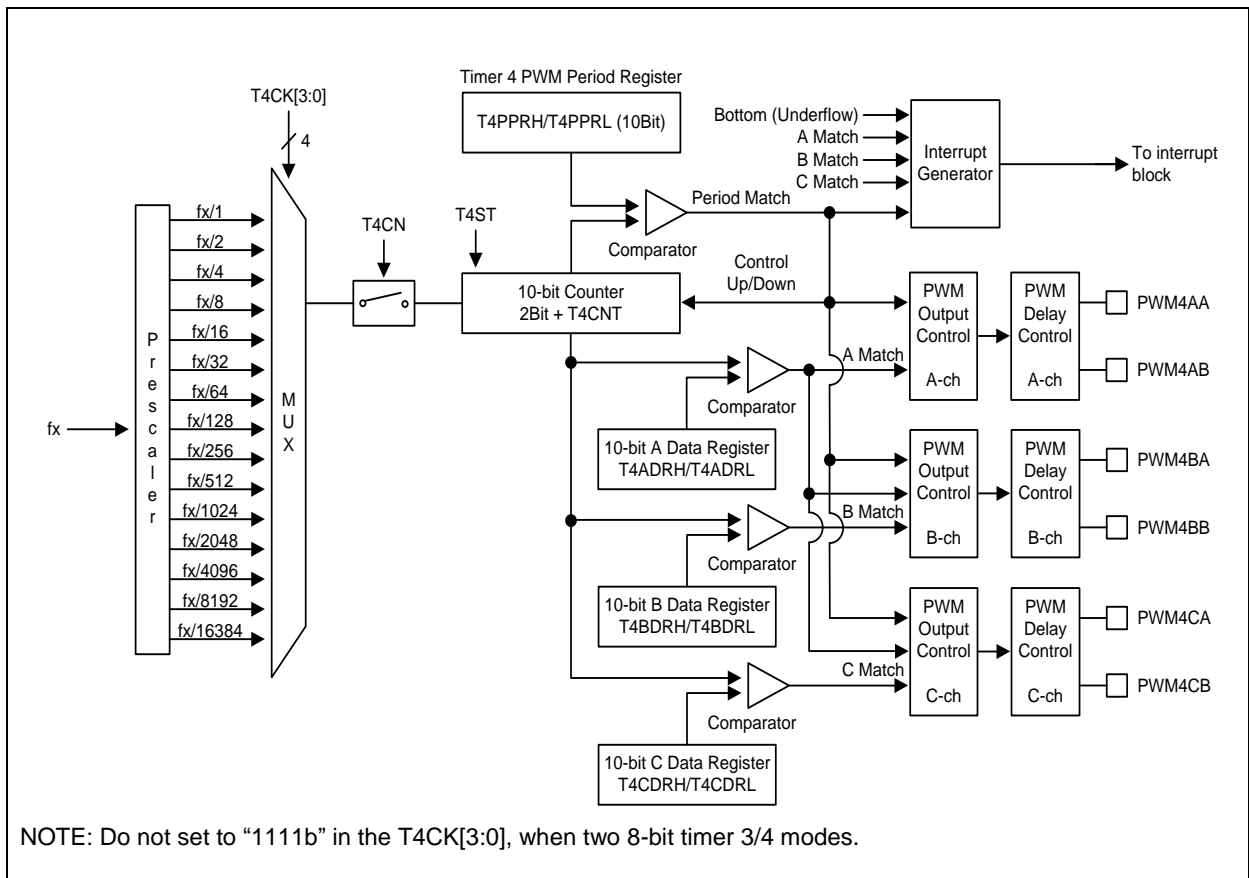 Timer 4 PWM Period Register
T4CK[3:0]
4
T4PPRH/T4PPRL (10Bit)
Bottom (Underflow)
A Match
B Match
C Match
Interrupt
Generator
To interrupt
block
Period Match
Comparator
fx
Prescaler
fx/1
fx/2
fx/4
fx/8
fx/16
fx/32
fx/64
fx/128
fx/256
fx/512
fx/1024
fx/2048
fx/4096
fx/8192
fx/16384
MUX
T4CN
T4ST
10-bit Counter
2Bit + T4CNT
Control
Up/Down
A Match
Comparator
10-bit A Data Register
T4ADRH/T4ADRL
PWM
Output
Control
A-ch
PWM
Delay
Control
A-ch
PWM4AA
PWM4AB
B Match
Comparator
10-bit B Data Register
T4BDRH/T4BDRL
PWM
Output
Control
B-ch
PWM
Delay
Control
B-ch
PWM4BA
PWM4BB
C Match
Comparator
10-bit C Data Register
T4CDRH/T4CDRL
PWM
Output
Control
C-ch
PWM
Delay
Control
C-ch
PWM4CA
PWM4CB
NOTE: Do not set to “1111b” in the T4CK[3:0], when two 8-bit timer 3/4 modes.